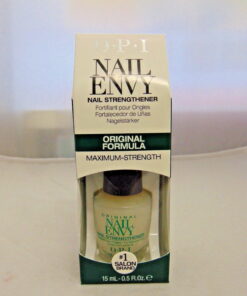 O·P·I
NAIL
ENVY
NAIL STRENGTHENER
Fortifiant pour Ongles
Fortalecedor de Uñas
Nagelstärker
ORIGINAL
FORMULA
MAXIMUM-STRENGTH
ORIGINAL
NAIL
ENVY
NAIL STRENGTHENER
O·P·I
#1
SALON
BRAND
15 mL - 0.5 Fl. Oz.